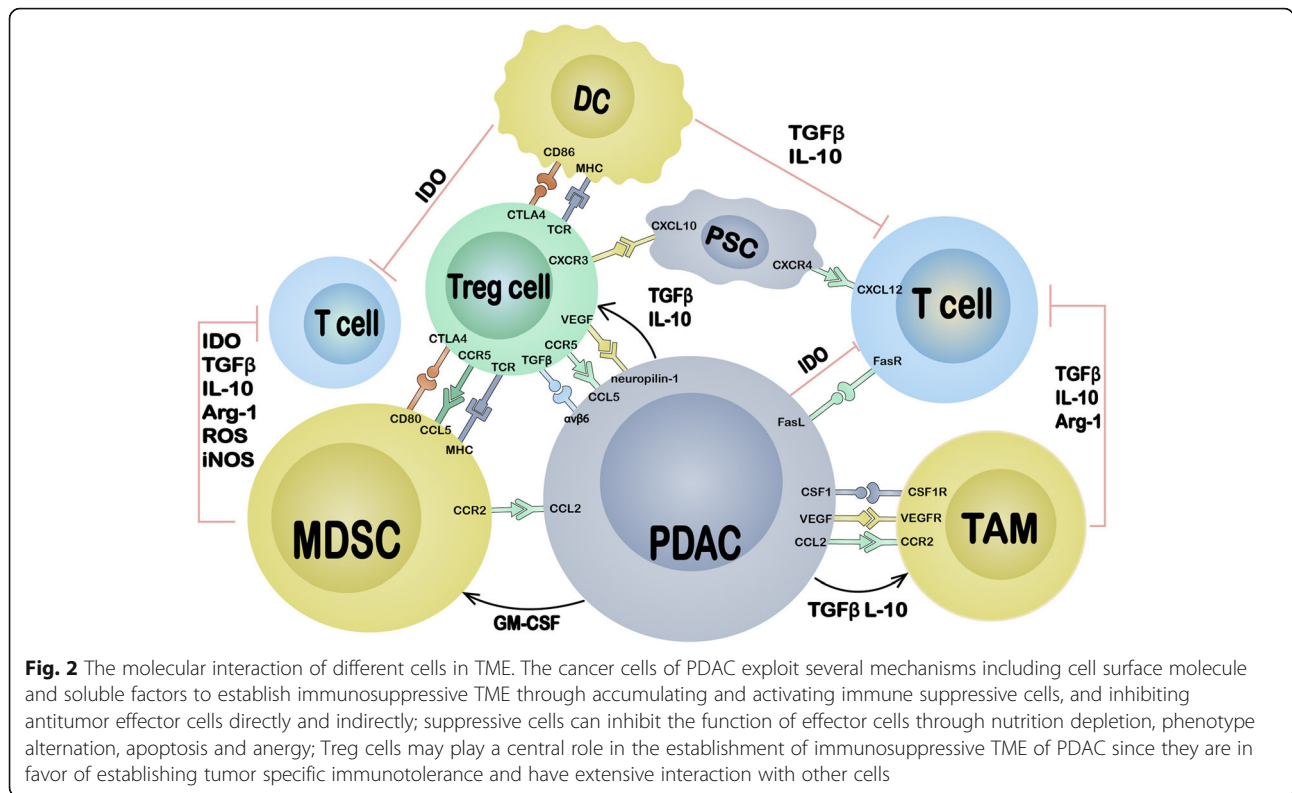 DC
CD86
MHC
TGFβ
IL-10
IDO
CTLA4
TCR
CXCR3
CXCL10
PSC
CXCR4
CXCL12
Treg cell
T cell
T cell
VEGF
TGFβ
IL-10
CTLA4
CCR5
TCR
TGFβ
CCR5
neuropilin-1
CCL5
αvβ6
IDO
FasR
FasL
IDO
TGFβ
IL-10
Arg-1
ROS
iNOS
CD80
CCL5
MHC
TGFβ
IL-10
Arg-1
MDSC
CCR2
CCL2
PDAC
CSF1
CSF1R
VEGF
VEGFR
CCL2
CCR2
TAM
GM-CSF
TGFβ L-10
Fig. 2 The molecular interaction of different cells in TME. The cancer cells of PDAC exploit several mechanisms including cell surface molecule
and soluble factors to establish immunosuppressive TME through accumulating and activating immune suppressive cells, and inhibiting
antitumor effector cells directly and indirectly; suppressive cells can inhibit the function of effector cells through nutrition depletion, phenotype
alternation, apoptosis and anergy; Treg cells may play a central role in the establishment of immunosuppressive TME of PDAC since they are in
favor of establishing tumor specific immunotolerance and have extensive interaction with other cells